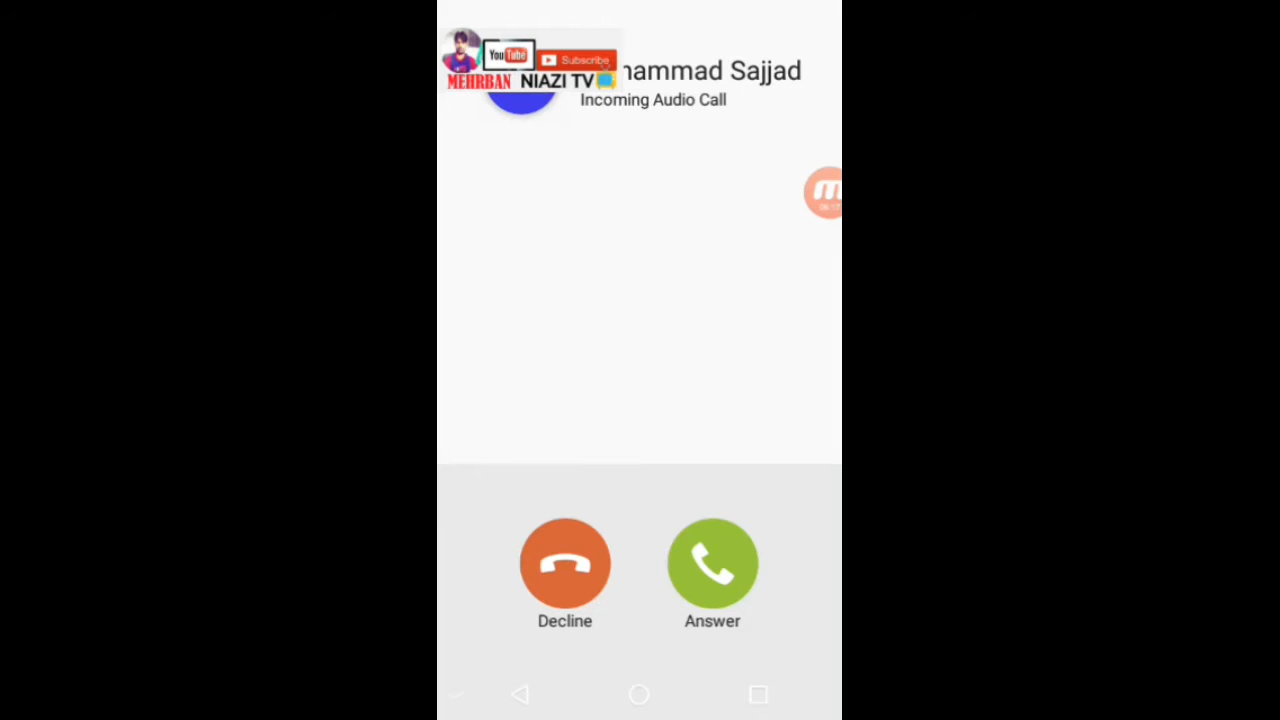 YouTube
Subscribe
MEHRBAN NIAZI TV
hammad Sajjad
Incoming Audio Call
Decline
Answer